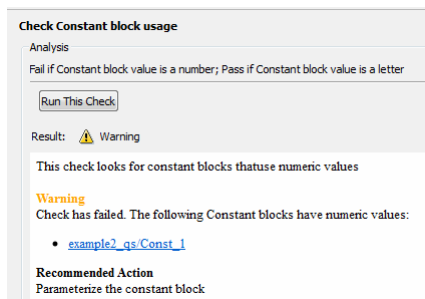 Check Constant block usage
Analysis
Fail if Constant block value is a number; Pass if Constant block value is a letter
Run This Check
Result: Warning
This check looks for constant blocks thatuse numeric values
Warning
Check has failed. The following Constant blocks have numeric values:
• example2_qs/Const_1
Recommended Action
Parameterize the constant block